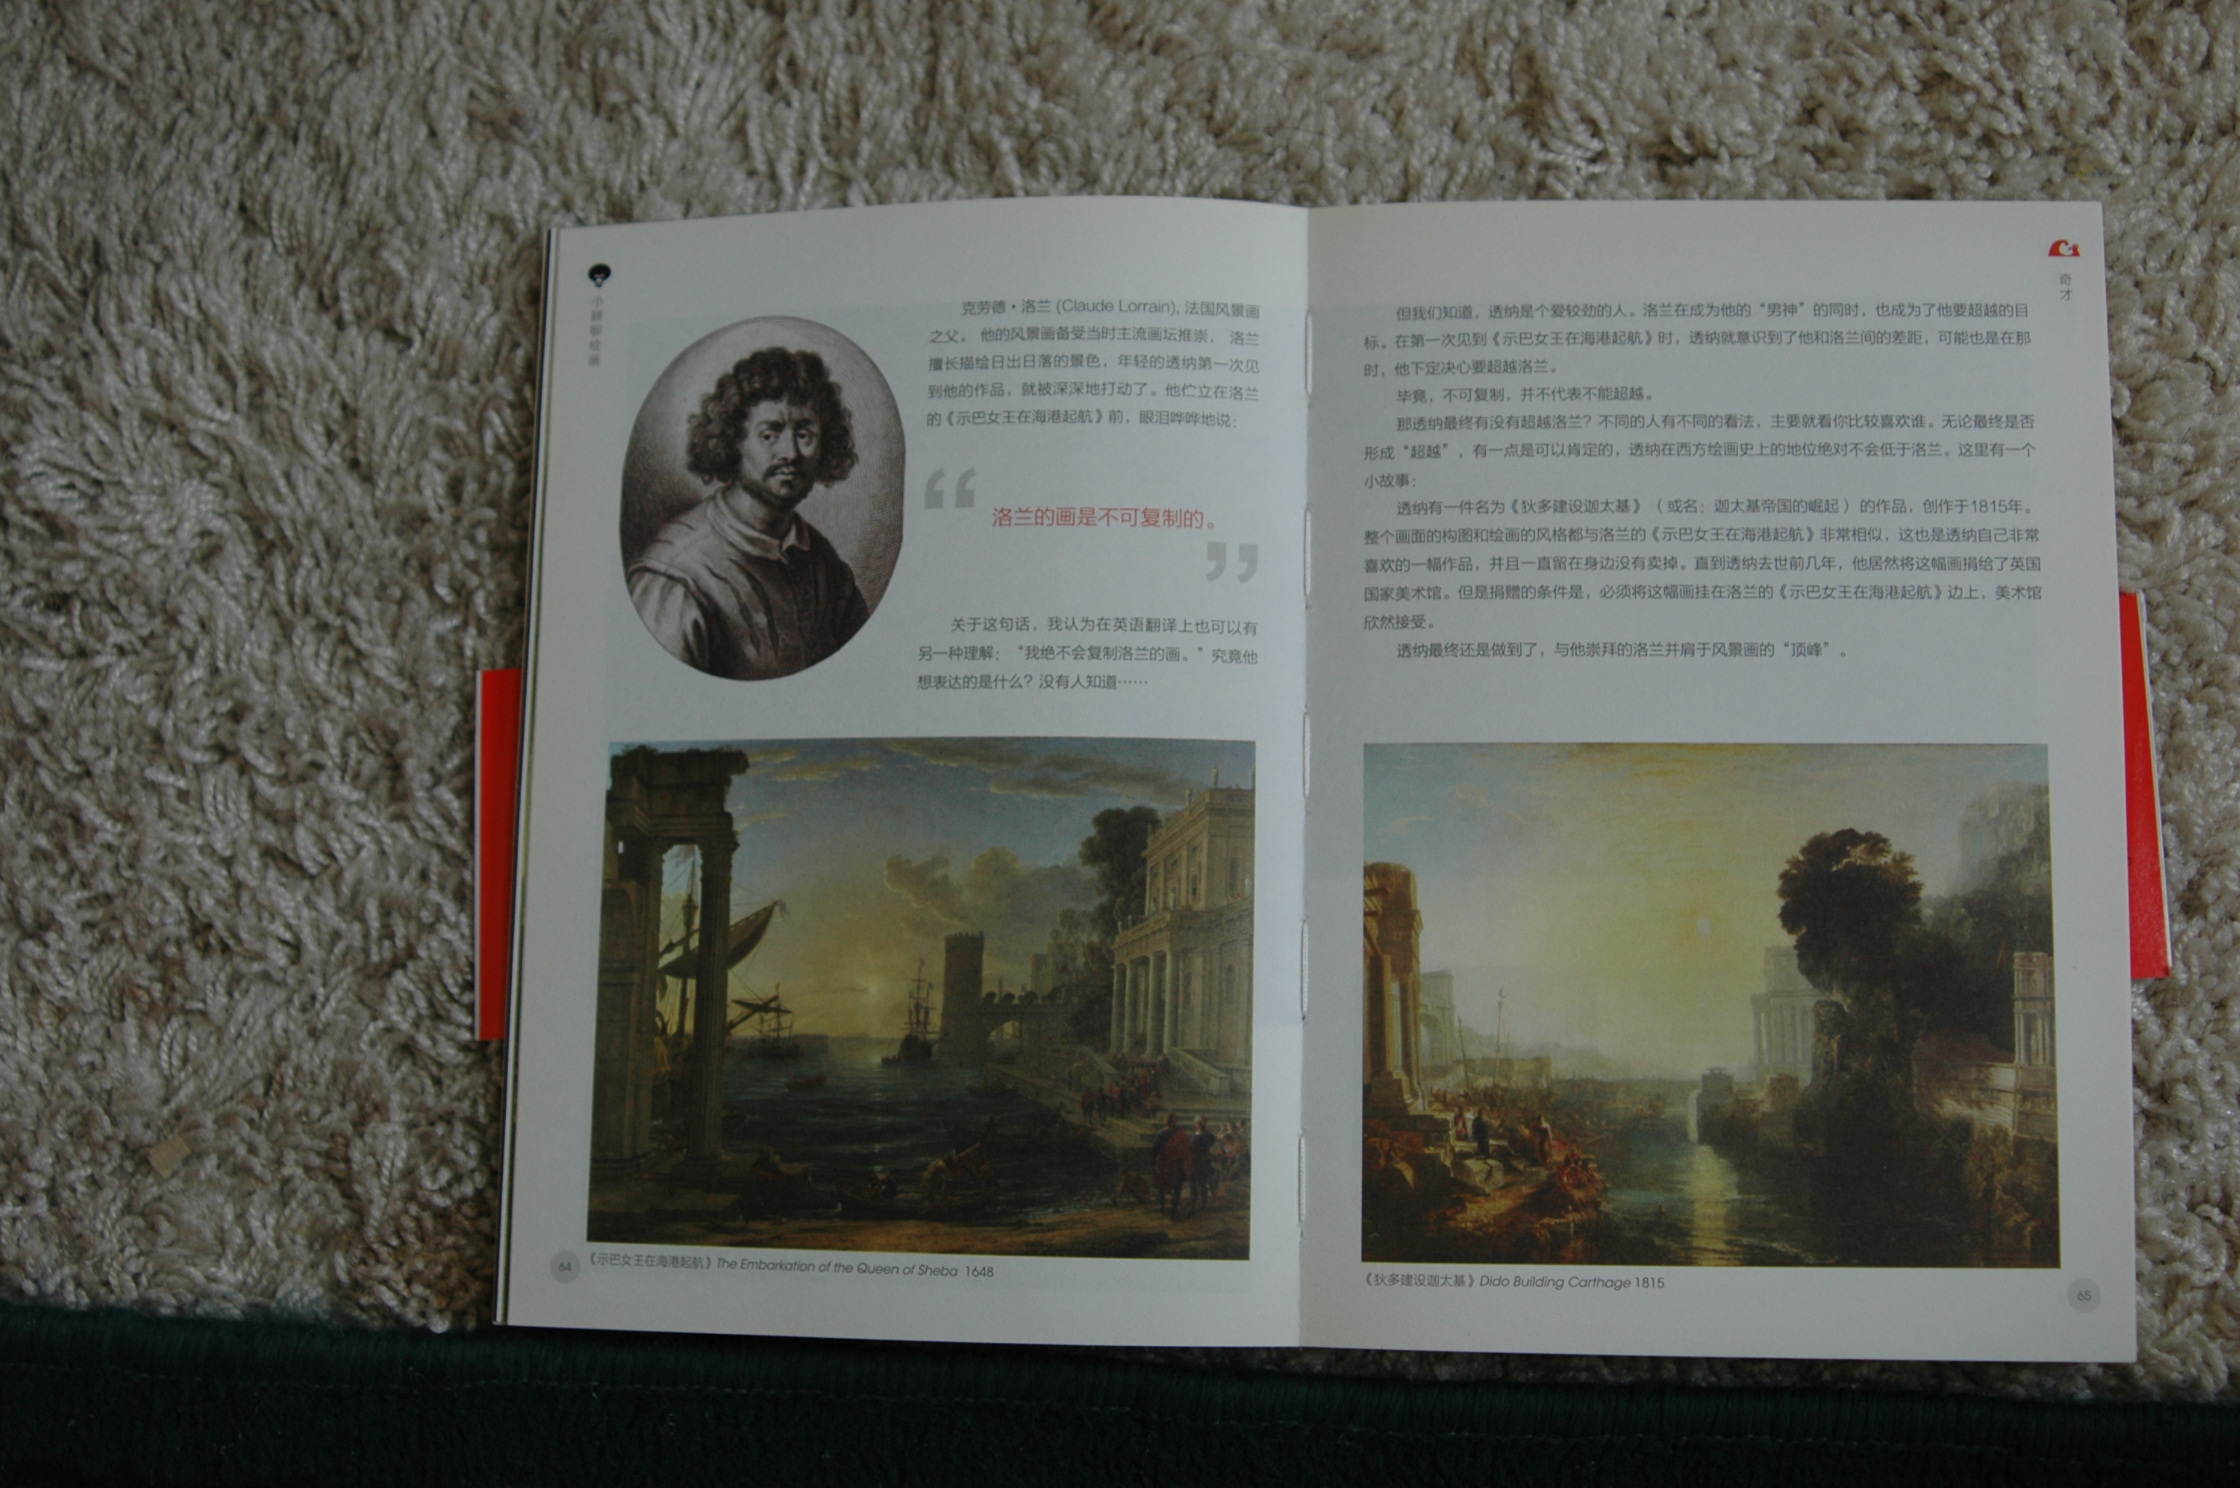 小顾聊绘画
克劳德·洛兰 (Claude Lorrain), 法国风景画
之父。他的风景画备受当时主流画坛推崇，洛兰
擅长描绘日出日落的景色，年轻的透纳第一次见
到他的作品，就被深深地打动了。他伫立在洛兰
的《示巴女王在海港起航》前，眼泪哗哗地说：
“
洛兰的画是不可复制的。
”
关于这句话，我认为在英语翻译上也可以有
另一种理解：“我绝不会复制洛兰的画。”究竟他
想表达的是什么？没有人知道……
《示巴女王在海港起航》The Embarkation of the Queen of Sheba 1648
64
奇才
但我们知道，透纳是个爱较劲的人。洛兰在成为他的“男神”的同时，也成为了他要超越的目
标。在第一次见到《示巴女王在海港起航》时，透纳就意识到了他和洛兰间的差距，可能也是在那
时，他下定决心要超越洛兰。
毕竟，不可复制，并不代表不能超越。
那透纳最终有没有超越洛兰？不同的人有不同的看法，主要就看你比较喜欢谁。无论最终是否
形成“超越”，有一点是可以肯定的，透纳在西方绘画史上的地位绝对不会低于洛兰。这里有一个
小故事：
透纳有一件名为《狄多建设迦太基》（或名：迦太基帝国的崛起）的作品，创作于1815年。
整个画面的构图和绘画的风格都与洛兰的《示巴女王在海港起航》非常相似，这也是透纳自己非常
喜欢的一幅作品，并且一直留在身边没有卖掉。直到透纳去世前几年，他居然将这幅画捐给了英国
国家美术馆。但是捐赠的条件是，必须将这幅画挂在洛兰的《示巴女王在海港起航》边上，美术馆
欣然接受。
透纳最终还是做到了，与他崇拜的洛兰并肩于风景画的“顶峰”。
《狄多建设迦太基》Dido Building Carthage 1815
65